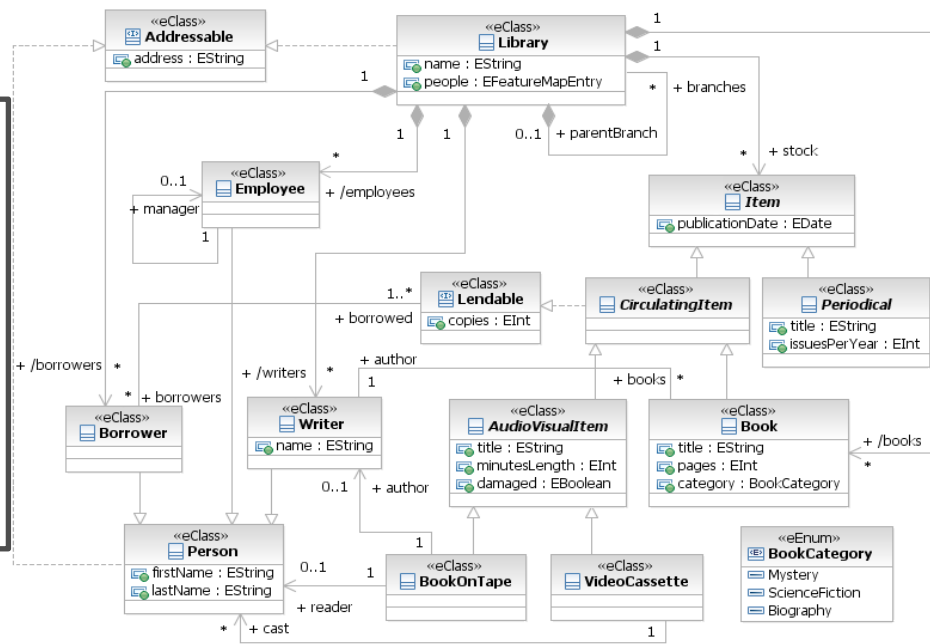 «eClass»
Addressable
address : EString
«eClass»
Library
name : EString
people : EFeatureMapEntry
1
1
1
1
1
*
+ branches
0..1
+ parentBranch
*
+ stock
*
+ /employees
«eClass»
Employee
0..1
+ manager
1
«eClass»
Item
publicationDate : EDate
«eClass»
Lendable
copies : EInt
1..*
+ borrowed
«eClass»
CirculatingItem
«eClass»
Periodical
title : EString
issuesPerYear : EInt
+ /borrowers
*
*
+ borrowers
+ /writers
*
+ author
1
+ books
*
«eClass»
Borrower
«eClass»
Writer
name : EString
«eClass»
AudioVisualItem
title : EString
minutesLength : EInt
damaged : EBoolean
«eClass»
Book
title : EString
pages : EInt
category : BookCategory
+ /books
*
0..1
+ author
1
«eClass»
Person
firstName : EString
lastName : EString
0..1
1
+ reader
«eClass»
BookOnTape
«eClass»
VideoCassette
«eEnum»
BookCategory
Mystery
ScienceFiction
Biography
*
+ cast
1